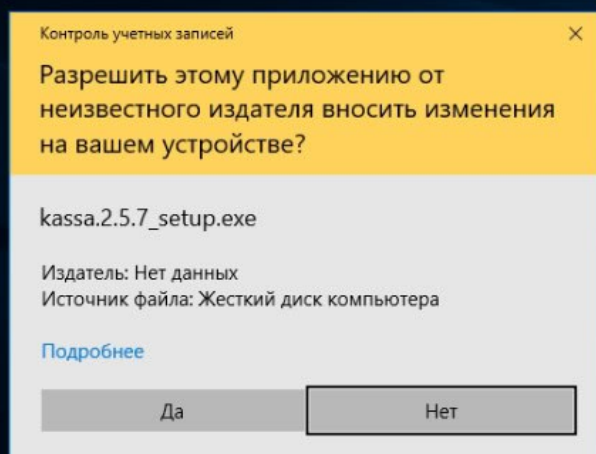 Контроль учетных записей
Разрешить этому приложению от
неизвестного издателя вносить изменения
на вашем устройстве?
kassa.2.5.7_setup.exe
Издатель: Нет данных
Источник файла: Жесткий диск компьютера
Подробнее
Да
Нет